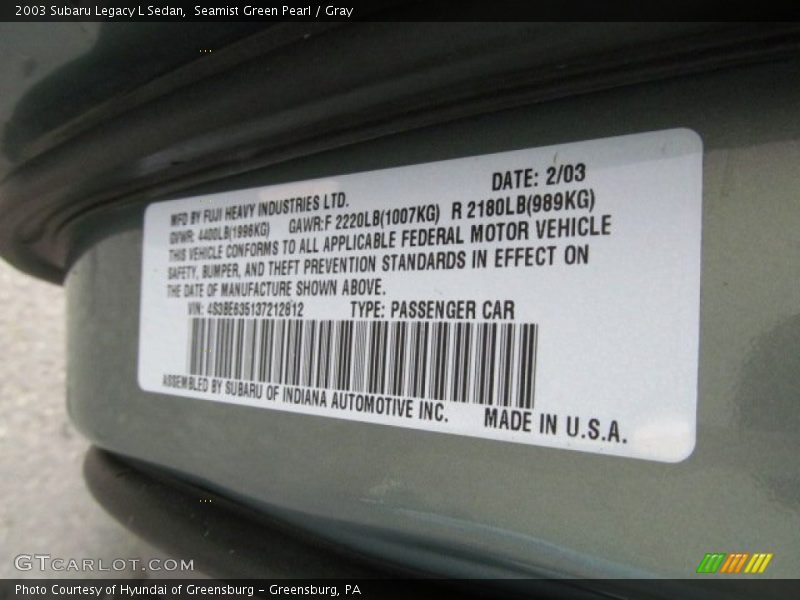 2003 Subaru Legacy L Sedan, Seamist Green Pearl / Gray
DATE: 2/03
MFD BY FUJI HEAVY INDUSTRIES LTD.
GVWR: 4400LB(1996KG) GAWR:F 2220LB(1007KG) R 2180LB(989KG)
THIS VEHICLE CONFORMS TO ALL APPLICABLE FEDERAL MOTOR VEHICLE
SAFETY, BUMPER, AND THEFT PREVENTION STANDARDS IN EFFECT ON
THE DATE OF MANUFACTURE SHOWN ABOVE.
VIN: 4S3BE635137212812 TYPE: PASSENGER CAR
ASSEMBLED BY SUBARU OF INDIANA AUTOMOTIVE INC. MADE IN U.S.A.
GTCARLOT.COM
Photo Courtesy of Hyundai of Greensburg - Greensburg, PA